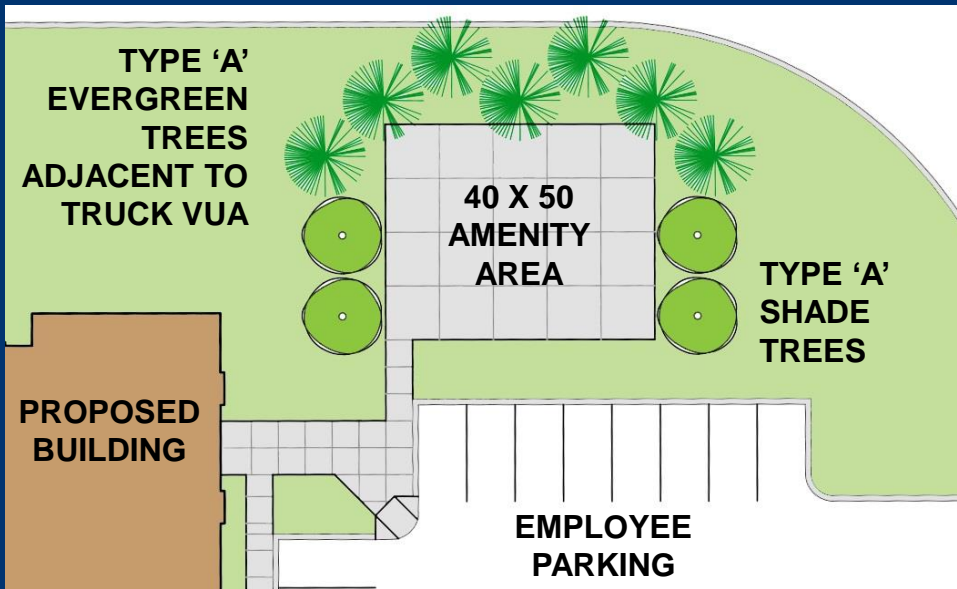 TYPE ‘A’
EVERGREEN
TREES
ADJACENT TO
TRUCK VUA
40 X 50
AMENITY
AREA
TYPE ‘A’
SHADE
TREES
PROPOSED
BUILDING
EMPLOYEE
PARKING